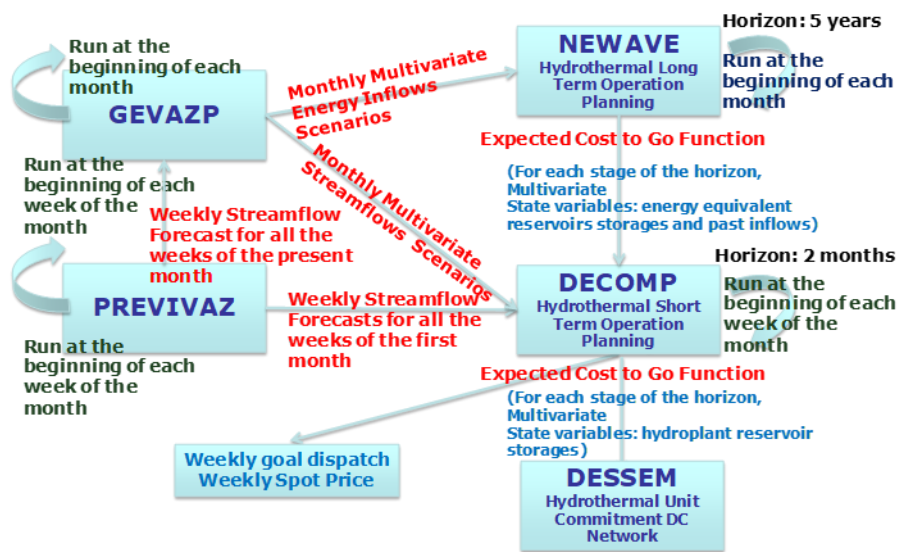 Run at the
beginning of each
month
GEVAZP
Run at the
beginning of each
week of the
month
Monthly Multivariate
Energy Inflows
Scenarios
Monthly Multivariate
Streamflows Scenarios
Horizon: 5 years
NEWAVE
Hydrothermal Long
Term Operation
Planning
Run at the
beginning of each
month
Expected Cost to Go Function
(For each stage of the horizon,
Multivariate
State variables: energy equivalent
reservoirs storages and past inflows)
Weekly Streamflow
Forecast for all the
weeks of the present
month
PREVIVAZ
Run at the
beginning of each
week of the
month
Weekly Streamflow
Forecasts for all the
weeks of the first
month
Horizon: 2 months
DECOMP
Hydrothermal Short
Term Operation
Planning
Run at the
beginning of each
week of the
month
Expected Cost to Go Function
(For each stage of the horizon,
Multivariate
State variables: hydroplant reservoir
storages)
Weekly goal dispatch
Weekly Spot Price
DESSEM
Hydrothermal Unit
Commitment DC
Network